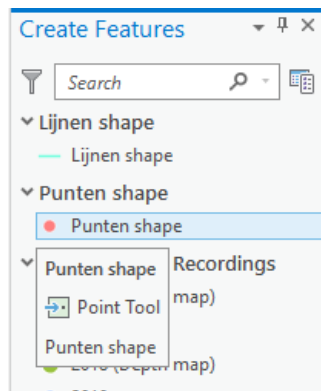 Create Features
Search
Lijnen shape
Lijnen shape
Punten shape
Punten shape
Recordings
Punten shape
map)
Point Tool
Punten shape
(Depth map)